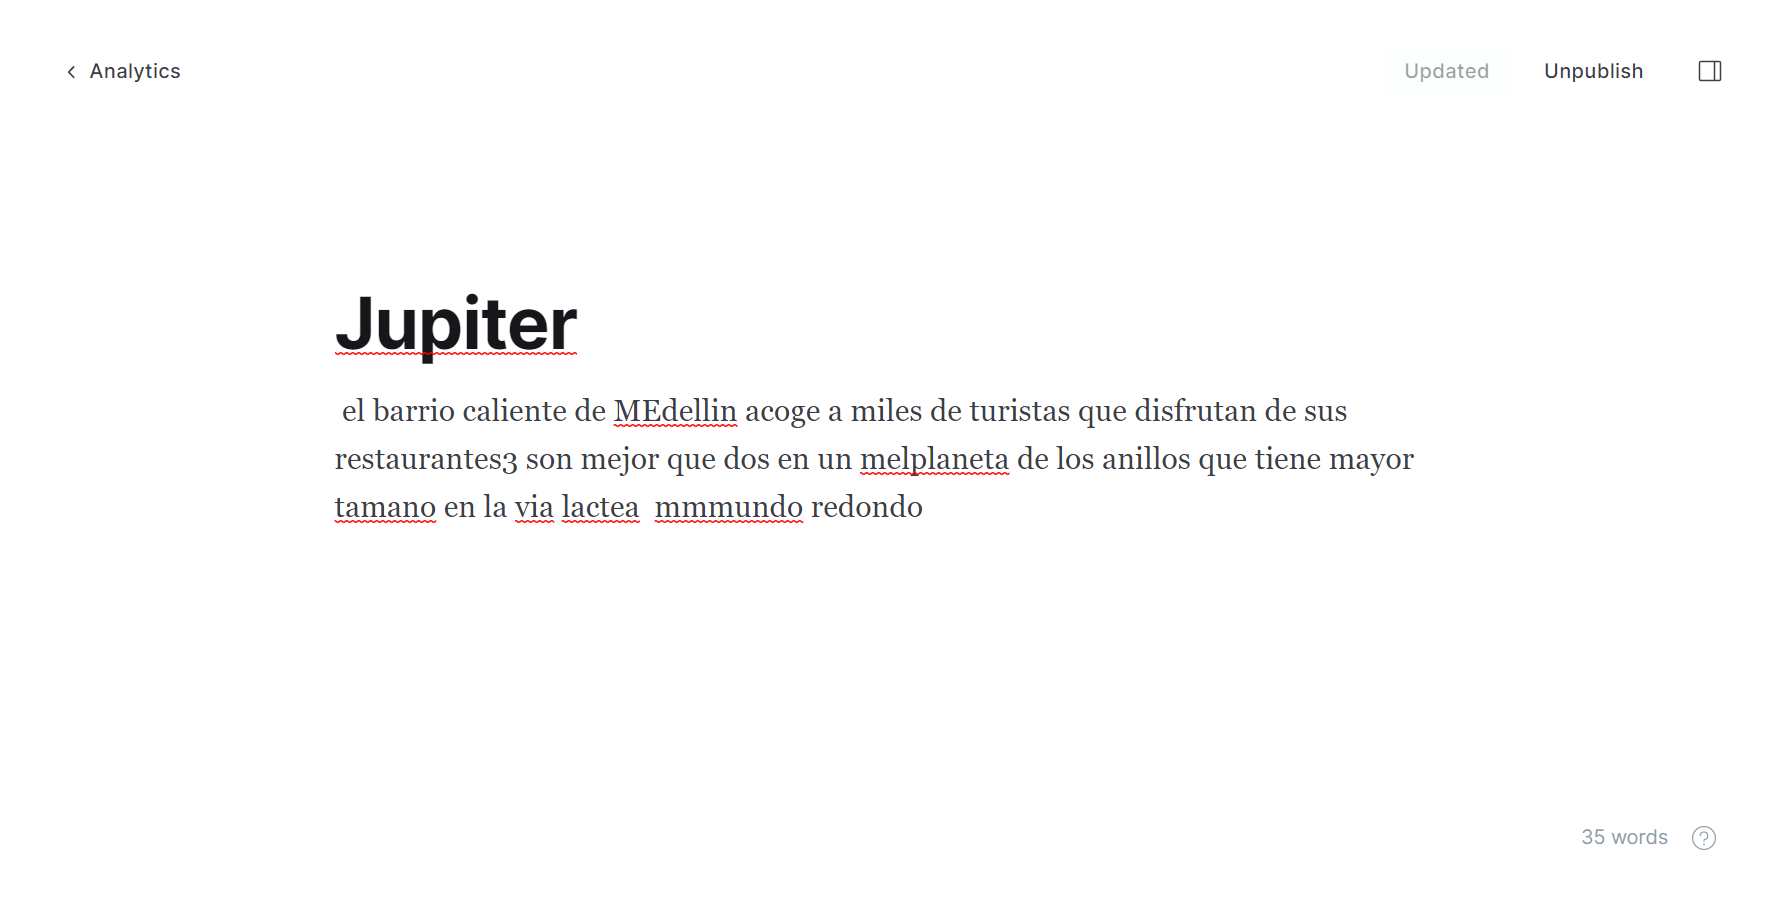 Analytics
Updated
Unpublish
Jupiter
el barrio caliente de MEdellin acoge a miles de turistas que disfrutan de sus
restaurantes3 son mejor que dos en un melplaneta de los anillos que tiene mayor
tamano en la via lactea  mmmundo redondo
35 words
?